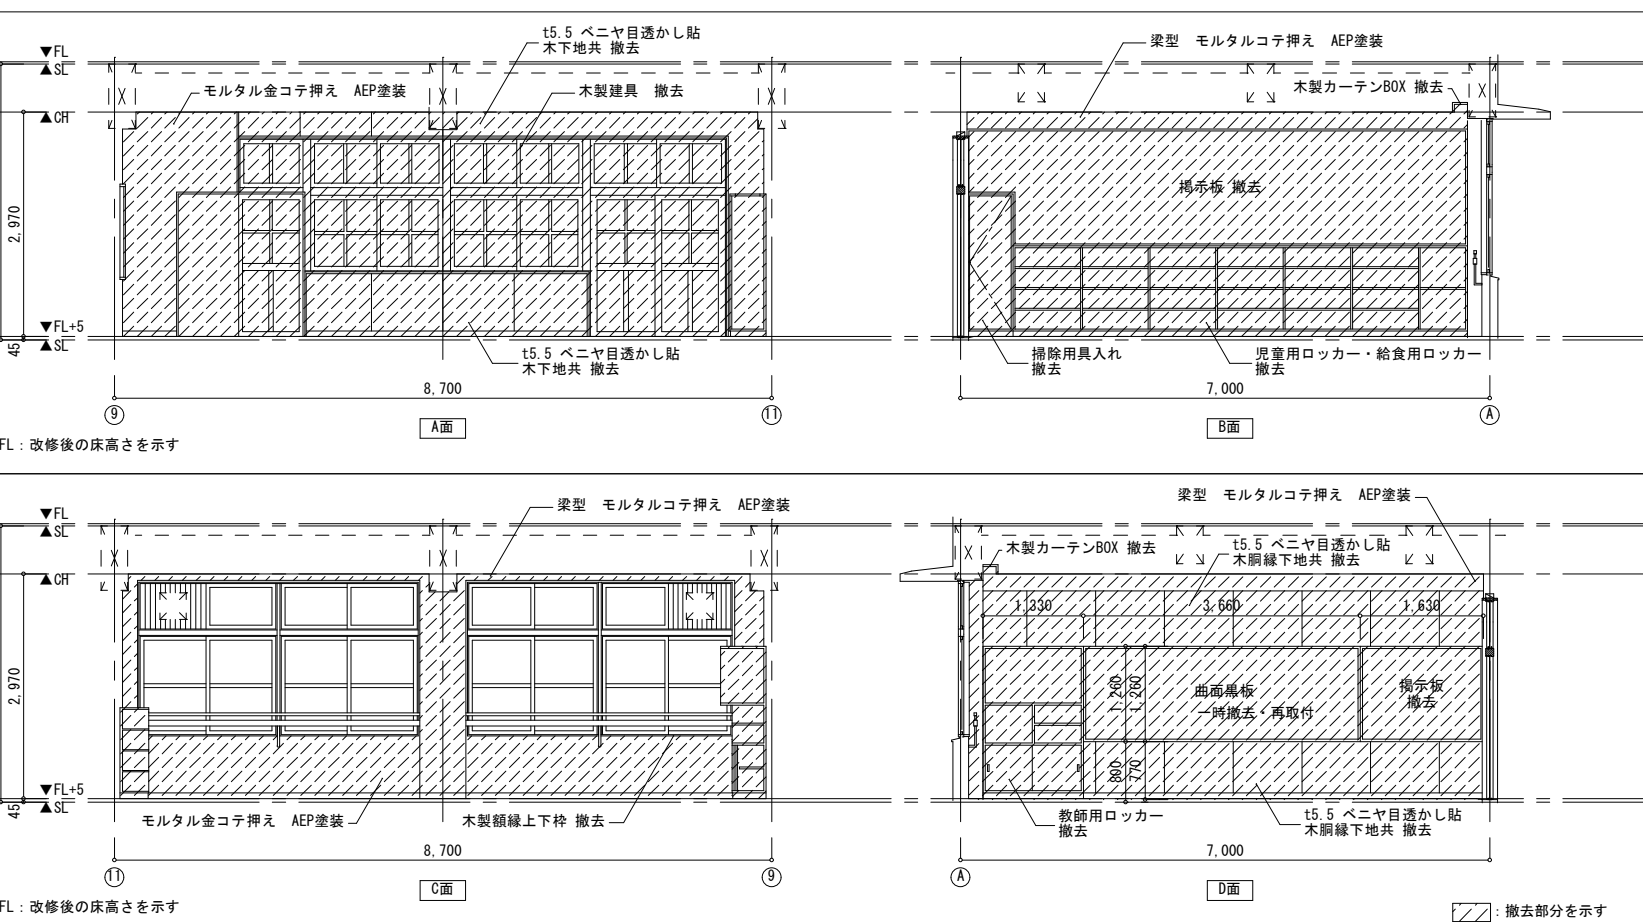 t5.5 ベニヤ目透かし貼
木下地共 撤去
梁型 モルタルコテ押え AEP塗装
▼FL
▲SL
モルタル金コテ押え AEP塗装
木製建具 撤去
木製カーテンBOX 撤去
▲CH
掲示板 撤去
2,970
▼FL+5
▲SL
45
t5.5 ベニヤ目透かし貼
木下地共 撤去
掃除用具入れ
撤去
児童用ロッカー・給食用ロッカー
撤去
8,700
7,000
9
11
A
A面
B面
FL：改修後の床高さを示す
梁型 モルタルコテ押え AEP塗装
梁型 モルタルコテ押え AEP塗装
▼FL
▲SL
木製カーテンBOX 撤去
t5.5 ベニヤ目透かし貼
木胴縁下地共 撤去
▲CH
1,330
3,660
1,630
2,970
1,260
1,260
曲面黒板
一時撤去・再取付
掲示板
撤去
800
770
▼FL+5
▲SL
45
モルタル金コテ押え AEP塗装
木製額縁上下枠 撤去
教師用ロッカー
撤去
t5.5 ベニヤ目透かし貼
木胴縁下地共 撤去
8,700
7,000
11
9
A
C面
D面
FL：改修後の床高さを示す
：撤去部分を示す